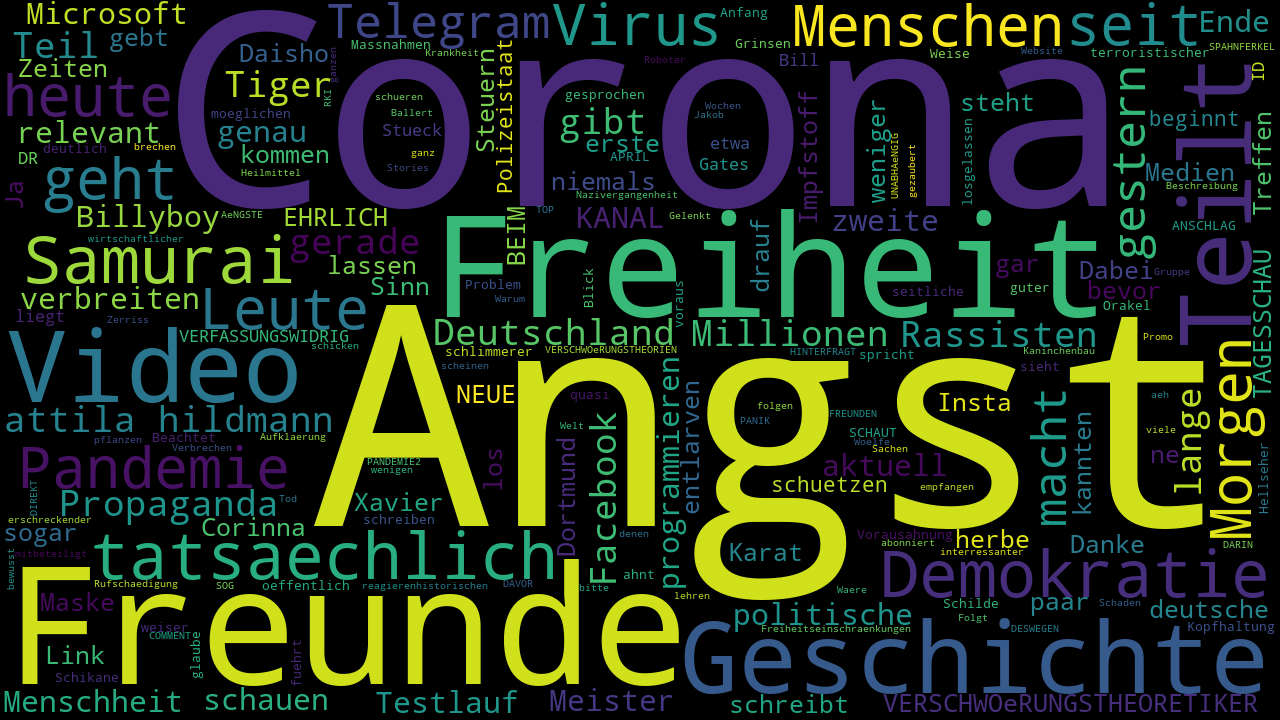 Microsoft
Telegram
Virus
Anfang
Menschen
seit
Ende
Teil
gebt
Daisho
Massnahmen
Krankheit
Grinsen
Bill
Weise
Website
terroristischer
SPAHNFERKEL
Zeiten
Tiger
ganzen
Steuern
Roboter
ID
heute
Corona
RKI
moeglichen
schueren
Ballert
Polizeistaat
gesprochen
Wochen
Jakob
steht
gestern
Teilt
relevant
genau
Stueck
gibt
erste
etwa
Impfstoff
weniger
UNABHAeNGIG
losgelassen
beginnt
Treffen
DR
deutlich
brechen
kommen
ganz
Stories
APRIL
Gates
gezaubert
Medien
Ja
geht
Heilmittel
niemals
Nazivergangenheit
Beschreibung
Billyboy
AeNGSTE
EHRLICH
BEIM
TOP
KANAL
Gelenkt
drauf
zweite
ANSCHLAG
wirtschaftlicher
Samurai
gerade
Freiheit
lassen
Sinn
Problem
Warum
Blick
voraus
seitliche
gar
guter
Dabei
Gruppe
bevor
Orakel
TAGESSCHAU
verbreiten
Leute
liegt
Zerriss
VERFASSUNGSWIDRIG
schicken
Deutschland
Millionen
Rassisten
Promo
Video
Angst
schlimmerer
VERSCHWOeRUNGSTHEORIEN
HINTERFRAGT
spricht
Kaninchenbau
scheinen
sieht
Morgen
NEUE
quasi
programmieren
entlarven
folgen
FREUNDEN
Insta
aeh
attila hildmann
Facebook
Welt
PANIK
SCHAUT
Woelfe
Sachen
macht
kannten
lange
viele
pflanzen
Beachtet
Verbrechen
Aufklaerung
Pandemie
PANDEMIE2
wenigen
los
Dortmund
aktuell
ne
Hellseher
DIREKT
Propaganda
Tod
Xavier
schuetzen
empfangen
erschreckender
sogar
Corinna
schreiben
denen
Karat
Vorausahnung
abonniert
herbe
interressanter
Danke
DARIN
bewusst
mitbeteiligt
tatsaechlich
ahnt
Demokratie
Rufschaedigung
SOG
oeffentlich
reagierenhistorischen
DAVOR
bitte
lehren
Waere
Freunde
Maske
Schilde
paar
Schaden
deutsche
weiser
COMMENT
politische
Folgt
Freiheitseinschraenkungen
DESWEGEN
Kopfhaltung
Link
glaube
fuehrt
Geschichte
Schikane
Menschheit
schauen
Testlauf
Meister
schreibt
VERSCHWOeRUNGSTHEORETIKER